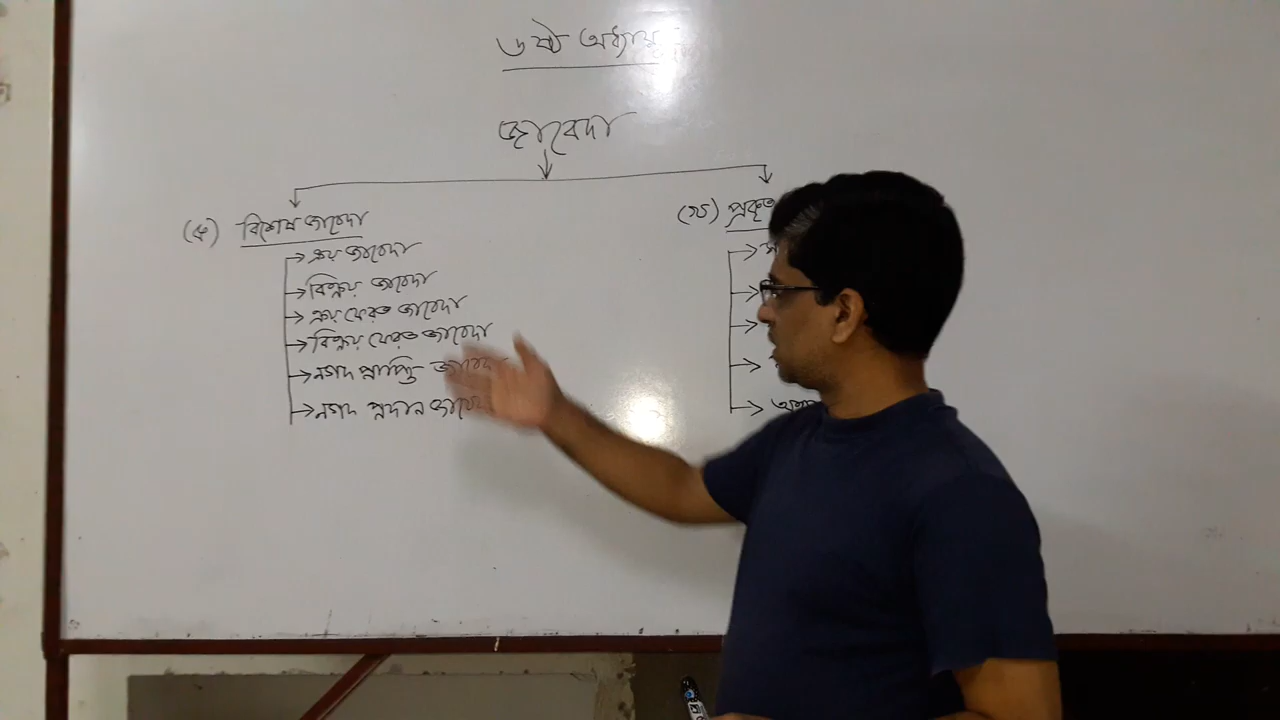 ৬ষ্ঠ অধ্যায়
জাবেদা
(ক) বিশেষ জাবেদা
ক্রয় জাবেদা
বিক্রয় জাবেদা
ক্রয় ফেরত জাবেদা
বিক্রয় ফেরত জাবেদা
নগদ প্রাপ্তি জাবেদা
নগদ প্রদান জাবেদা
(খ) প্রকৃত